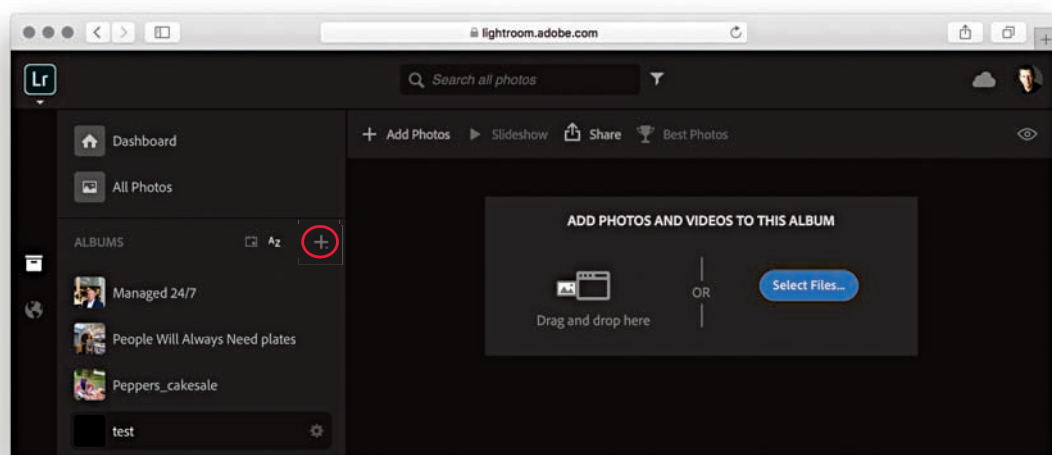 lightroom.adobe.com
Lr
Search all photos
Dashboard
All Photos
+ Add Photos
Slideshow
Share
Best Photos
ALBUMS
AZ
+
Managed 24/7
People Will Always Need plates
Peppers_cakesale
test
ADD PHOTOS AND VIDEOS TO THIS ALBUM
Drag and drop here
OR
Select Files...